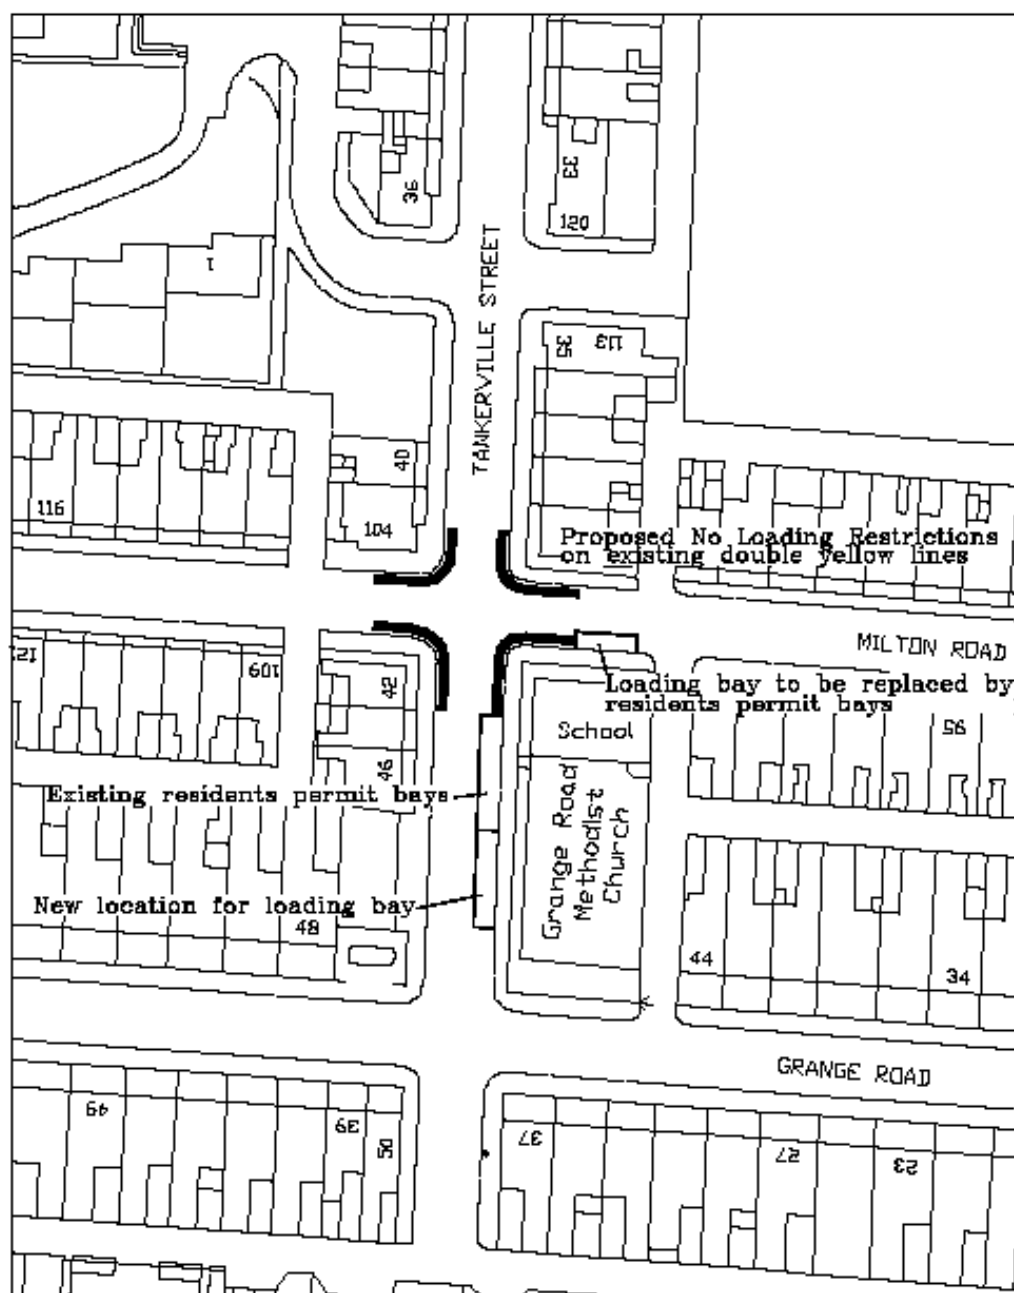 36
33
120
1
TANKERVILLE STREET
35
113
40
116
104
Proposed No Loading Restrictions
on existing double yellow lines
MILTON ROAD
109
42
Loading bay to be replaced by
residents permit bays
School
95
46
Existing residents permit bays
Grange Road
Methodist
Church
New location for loading bay
48
44
34
GRANGE ROAD
49
39
50
37
27
23